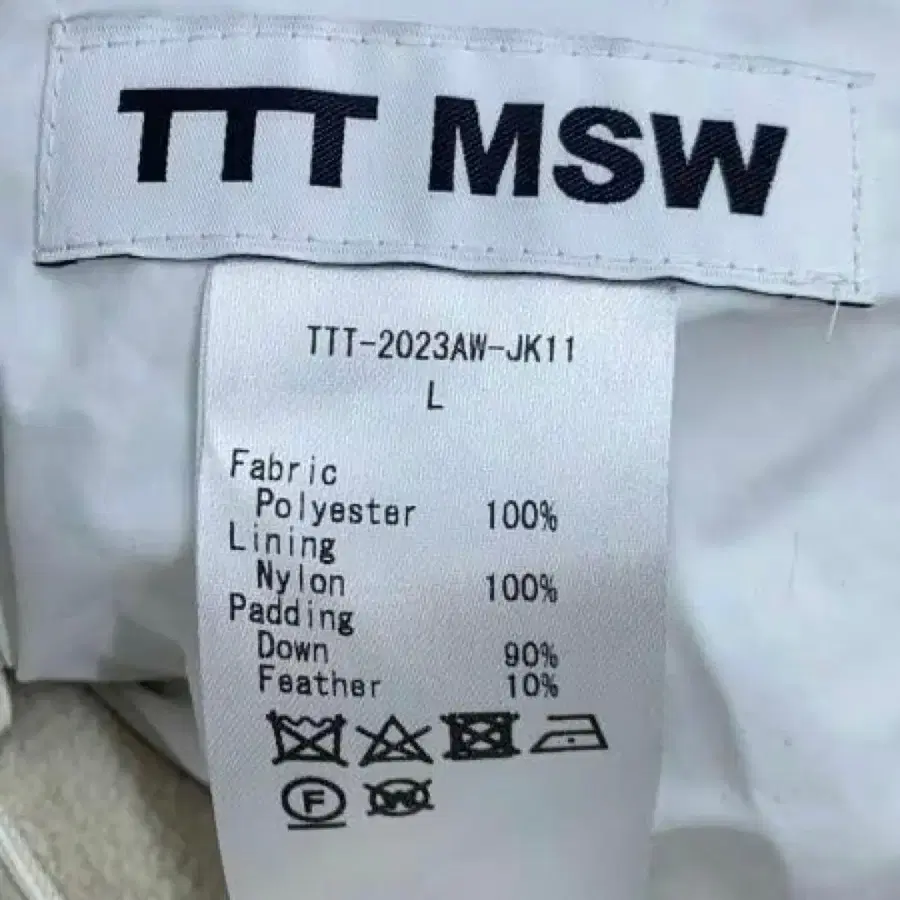 TTT MSW
TTT-2023AW-JK11
L
Fabric
Polyester 100%
Lining
Nylon 100%
Padding
Down 90%
Feather 10%
F W